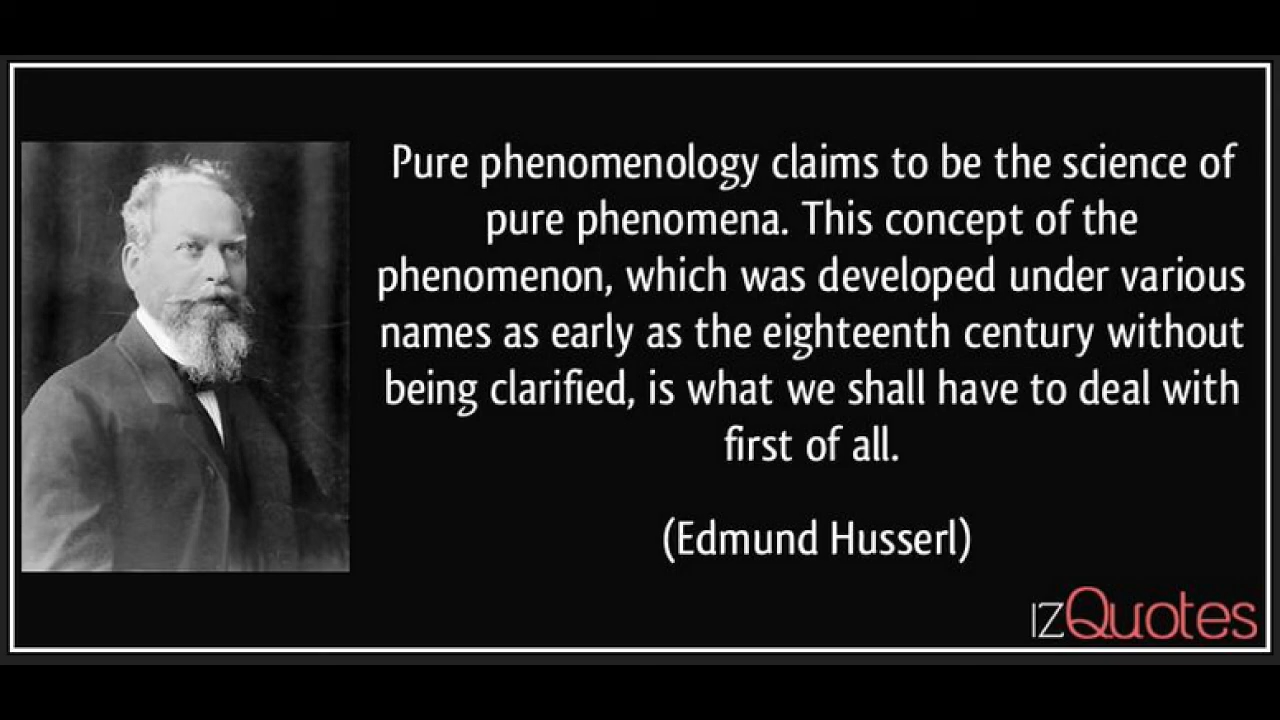 Pure phenomenology claims to be the science of
pure phenomena. This concept of the
phenomenon, which was developed under various
names as early as the eighteenth century without
being clarified, is what we shall have to deal with
first of all.
(Edmund Husserl)
IZQuotes